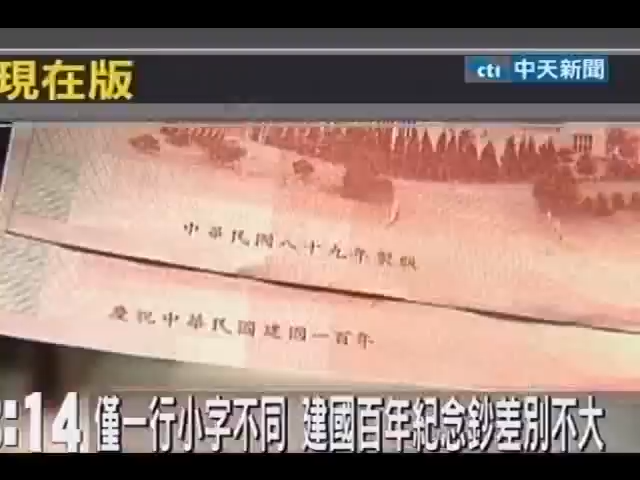 現在版
cti 中天新聞
中華民國八十九年製版
慶祝中華民國建國一百年
:14 僅一行小字不同 建國百年紀念鈔差別不大